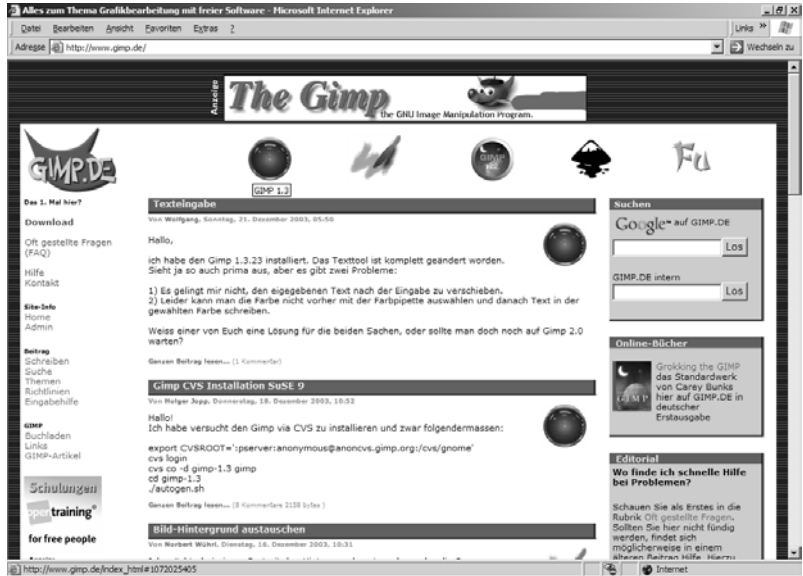 Alles zum Thema Grafikbearbeitung mit freier Software - Microsoft Internet Explorer
Datei Bearbeiten Ansicht Favoriten Extras ?
Links »
Adresse http://www.gimp.de/
Wechseln zu
Anzeige
The Gimp
the GNU Image Manipulation Program.
GIMP.DE
GIMP
Fu
GIMP 1.3
Das 1. Mal hier?
Download
Oft gestellte Fragen
(FAQ)
Hilfe
Kontakt
Site-Info
Home
Admin
Beitrag
Schreiben
Suche
Themen
Richtlinien
Eingabehilfe
GIMP
Buchladen
Links
GIMP-Artikel
Schulungen
open training®
for free people
Texteingabe
Von Wolfgang, Sonntag, 21. Dezember 2003, 05:50
Hallo,
ich habe den Gimp 1.3.23 installiert. Das Texttool ist komplett geändert worden.
Sieht ja so auch prima aus, aber es gibt zwei Probleme:
1) Es gelingt mir nicht, den eigegebenen Text nach der Eingabe zu verschieben.
2) Leider kann man die Farbe nicht vorher mit der Farbpipette auswählen und danach Text in der
gewählten Farbe schreiben.
Weiss einer von Euch eine Lösung für die beiden Sachen, oder sollte man doch noch auf Gimp 2.0
warten?
Ganzen Beitrag lesen... (1 Kommentar)
Gimp CVS Installation SuSE 9
Von Holger Jopp, Donnerstag, 18. Dezember 2003, 10:52
Hallo!
Ich habe versucht den Gimp via CVS zu installieren und zwar folgendermassen:
export CVSROOT=':pserver:anonymous@anoncvs.gimp.org:/cvs/gnome'
cvs login
cvs co -d gimp-1.3 gimp
cd gimp-1.3
./autogen.sh
Ganzen Beitrag lesen... (8 Kommentare 2138 bytes )
Bild-Hintergrund austauschen
Von Norbert Wührl, Dienstag, 16. Dezember 2003, 10:31
Suchen
Google™ auf GIMP.DE
Los
GIMP.DE intern
Los
Online-Bücher
GIMP
Grokking the GIMP
das Standardwerk
von Carey Bunks
hier auf GIMP.DE in
deutscher
Erstausgabe
Editorial
Wo finde ich schnelle Hilfe
bei Problemen?
Schauen Sie als Erstes in die
Rubrik Oft gestellte Fragen.
Sollten Sie hier nicht fündig
werden, findet sich
möglicherweise in einem
älteren Beitrag Hilfe. Hierzu
http://www.gimp.de/index_html#1072025405
Internet